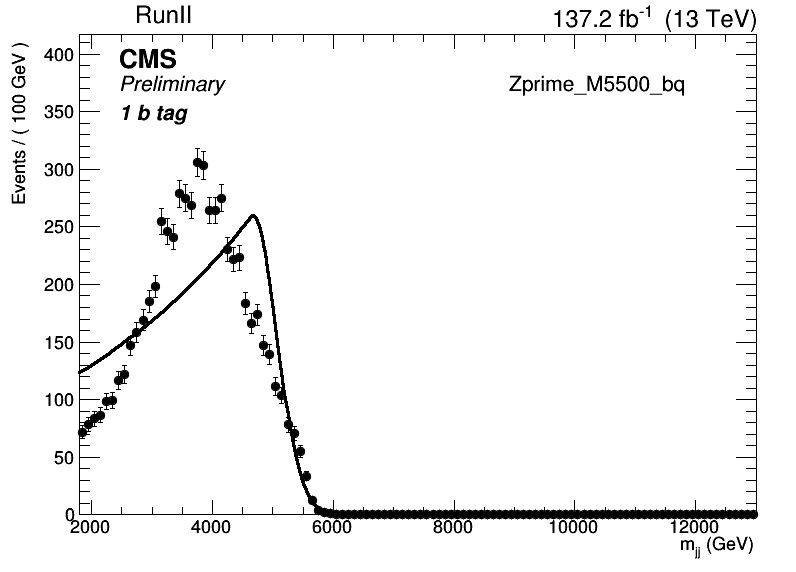 RunII
137.2 fb-1 (13 TeV)
CMS
Preliminary
1 b tag
Zprime_M5500_bq
Events / ( 100 GeV )
400
350
300
250
200
150
100
50
0
2000 4000 6000 8000 10000 12000
mjj (GeV)